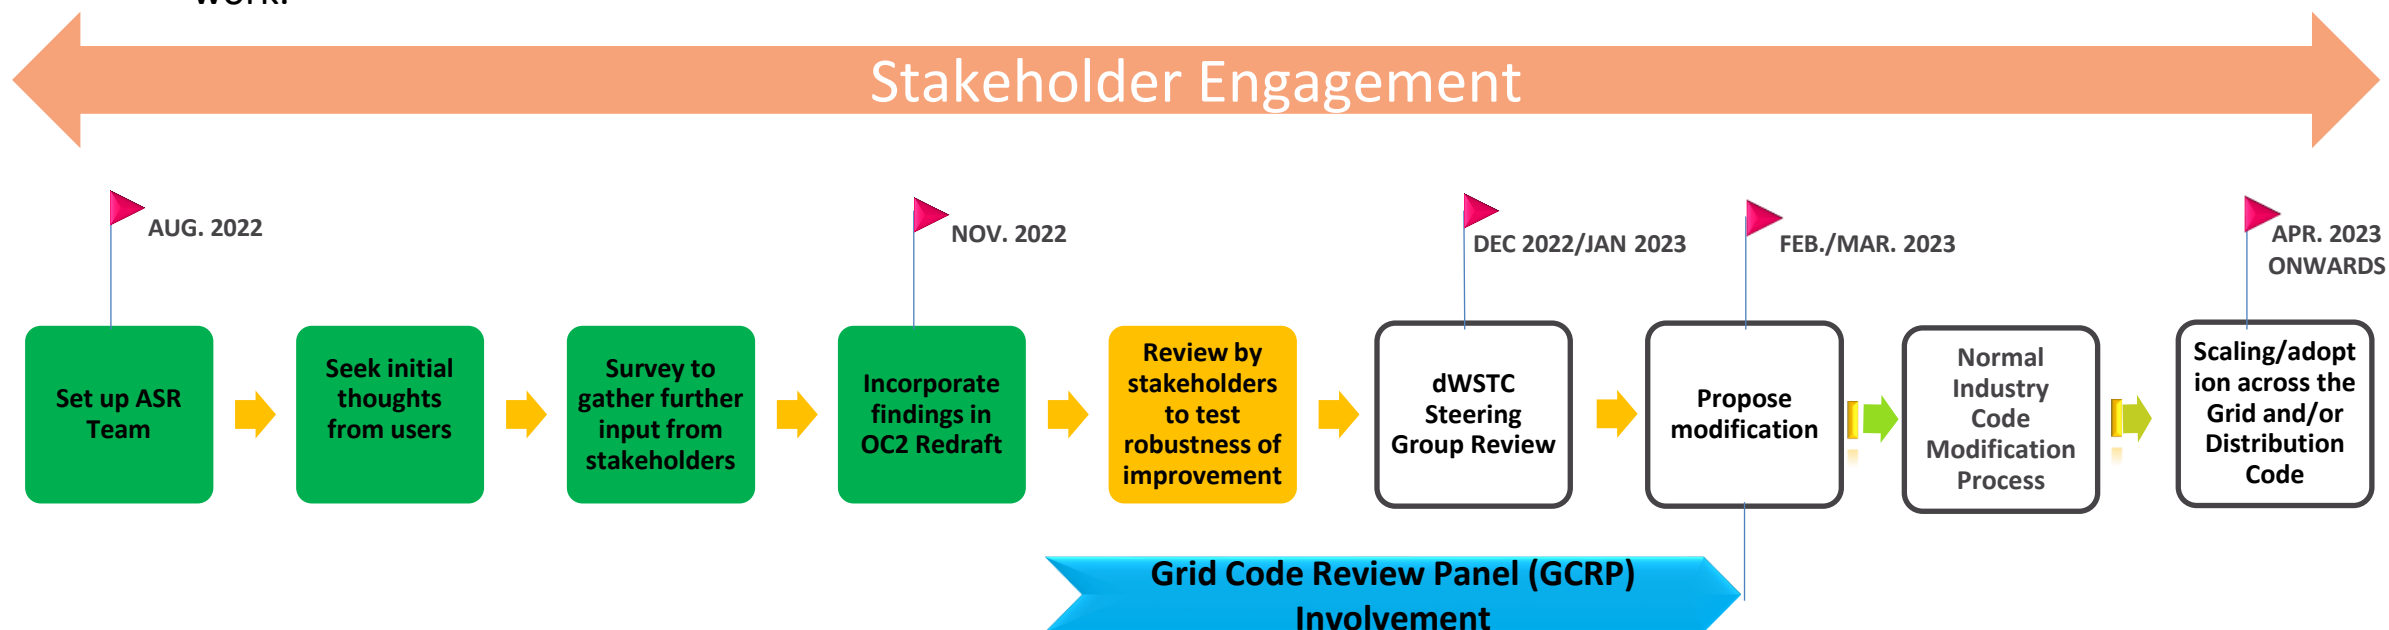 work.
Stakeholder Engagement
AUG. 2022
NOV. 2022
DEC 2022/JAN 2023
FEB./MAR. 2023
APR. 2023
ONWARDS
Set up ASR
Team
Seek initial
thoughts
from users
Survey to
gather further
input from
stakeholders
Incorporate
findings in
OC2 Redraft
Review by
stakeholders
to test
robustness of
improvement
dWSTC
Steering
Group Review
Propose
modification
Normal
Industry
Code
Modification
Process
Scaling/adopt
ion across the
Grid and/or
Distribution
Code
Grid Code Review Panel (GCRP)
Involvement